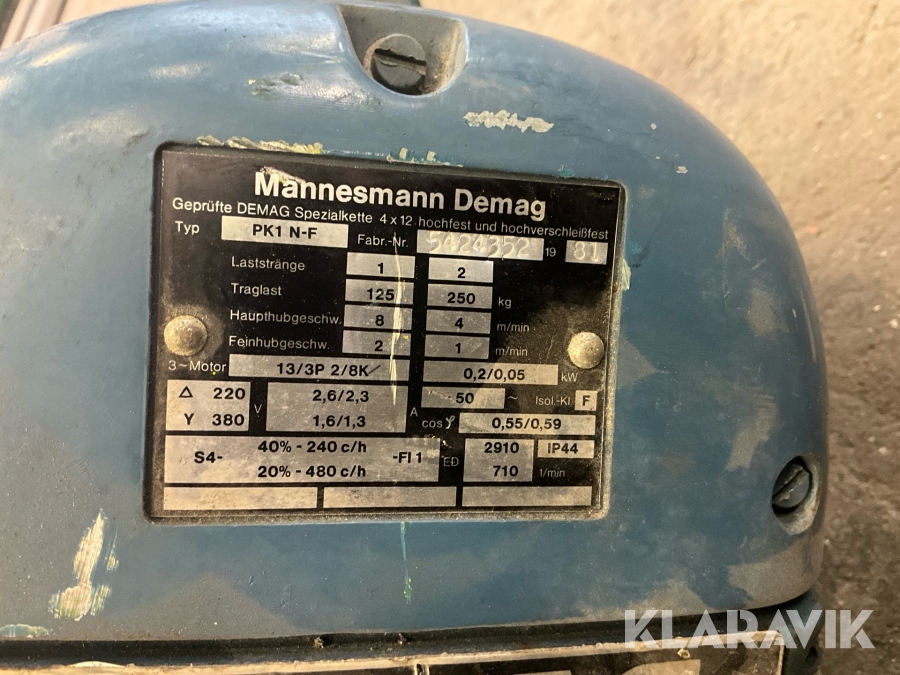 Mannesmann Demag
Geprüfte DEMAG Spezialkette 4 x 12 hochfest und hochverschleißfest
Typ PK1 N-F Fabr.-Nr. 5424352 19 81
Laststränge 1 2
Traglast 125 250 kg
Haupthubgeschw. 8 4 m/min
Feinhubgeschw. 2 1 m/min
3~Motor 13/3P 2/8K 0,2/0,05 kW
Δ 220 V 2,6/2,3 A ~ 50 ~ Isol.-Kl F
Y 380 1,6/1,3 cos φ 0,55/0,59
S4- 40% - 240 c/h -FI 1 ED 2910 IP44
20% - 480 c/h 710 1/min
KLARAVIK